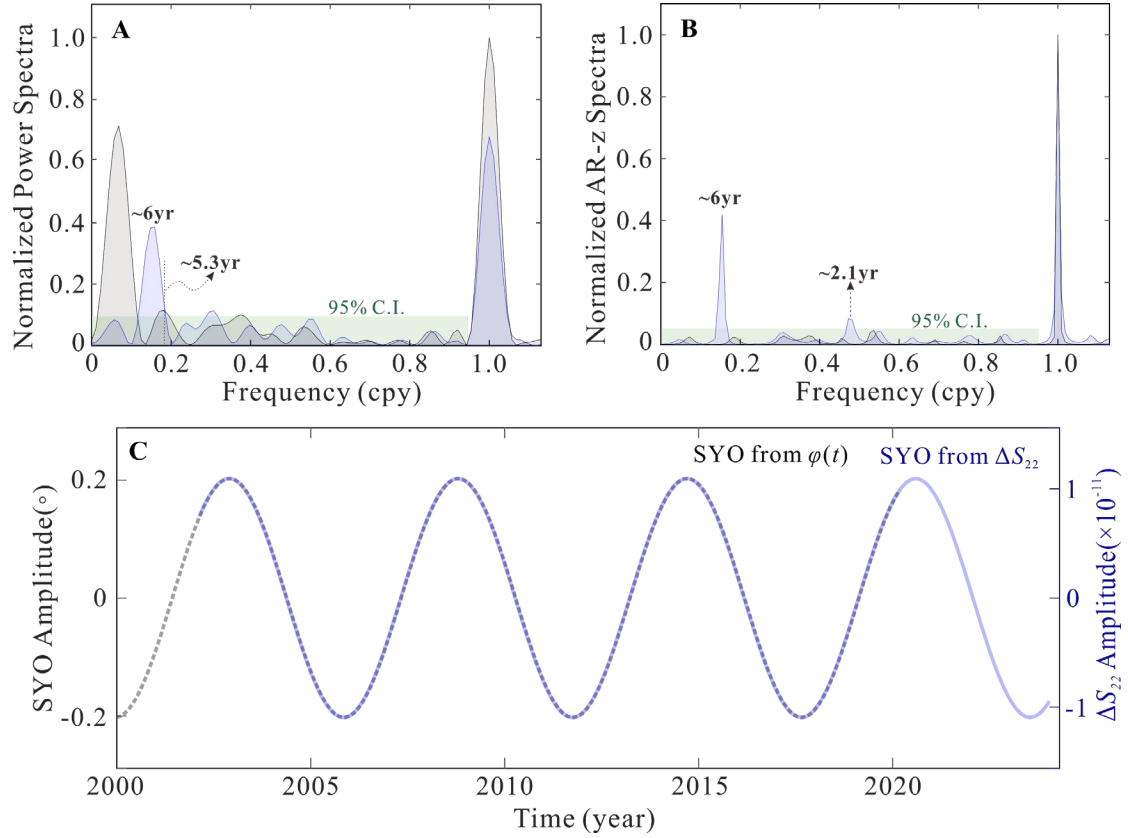 A
Normalized Power Spectra
1.0
0.8
0.6
0.4
0.2
0
~6yr
~5.3yr
95% C.I.
0
0.2
0.4
0.6
0.8
1.0
Frequency (cpy)
B
Normalized AR-z Spectra
1.0
0.8
0.6
0.4
0.2
0
~6yr
~2.1yr
95% C.I.
0
0.2
0.4
0.6
0.8
1.0
Frequency (cpy)
C
SYO from φ(t)
SYO from ΔS₂₂
SYO Amplitude(°)
0.2
0
-0.2
1
0
-1
ΔS₂₂ Amplitude(×10⁻¹¹)
2000
2005
2010
2015
2020
Time (year)